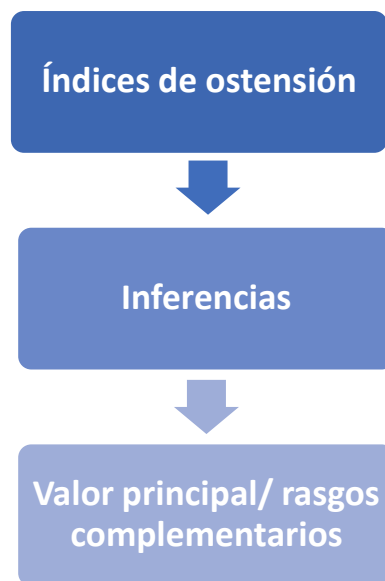 Índices de ostensión
Inferencias
Valor principal/ rasgos
complementarios